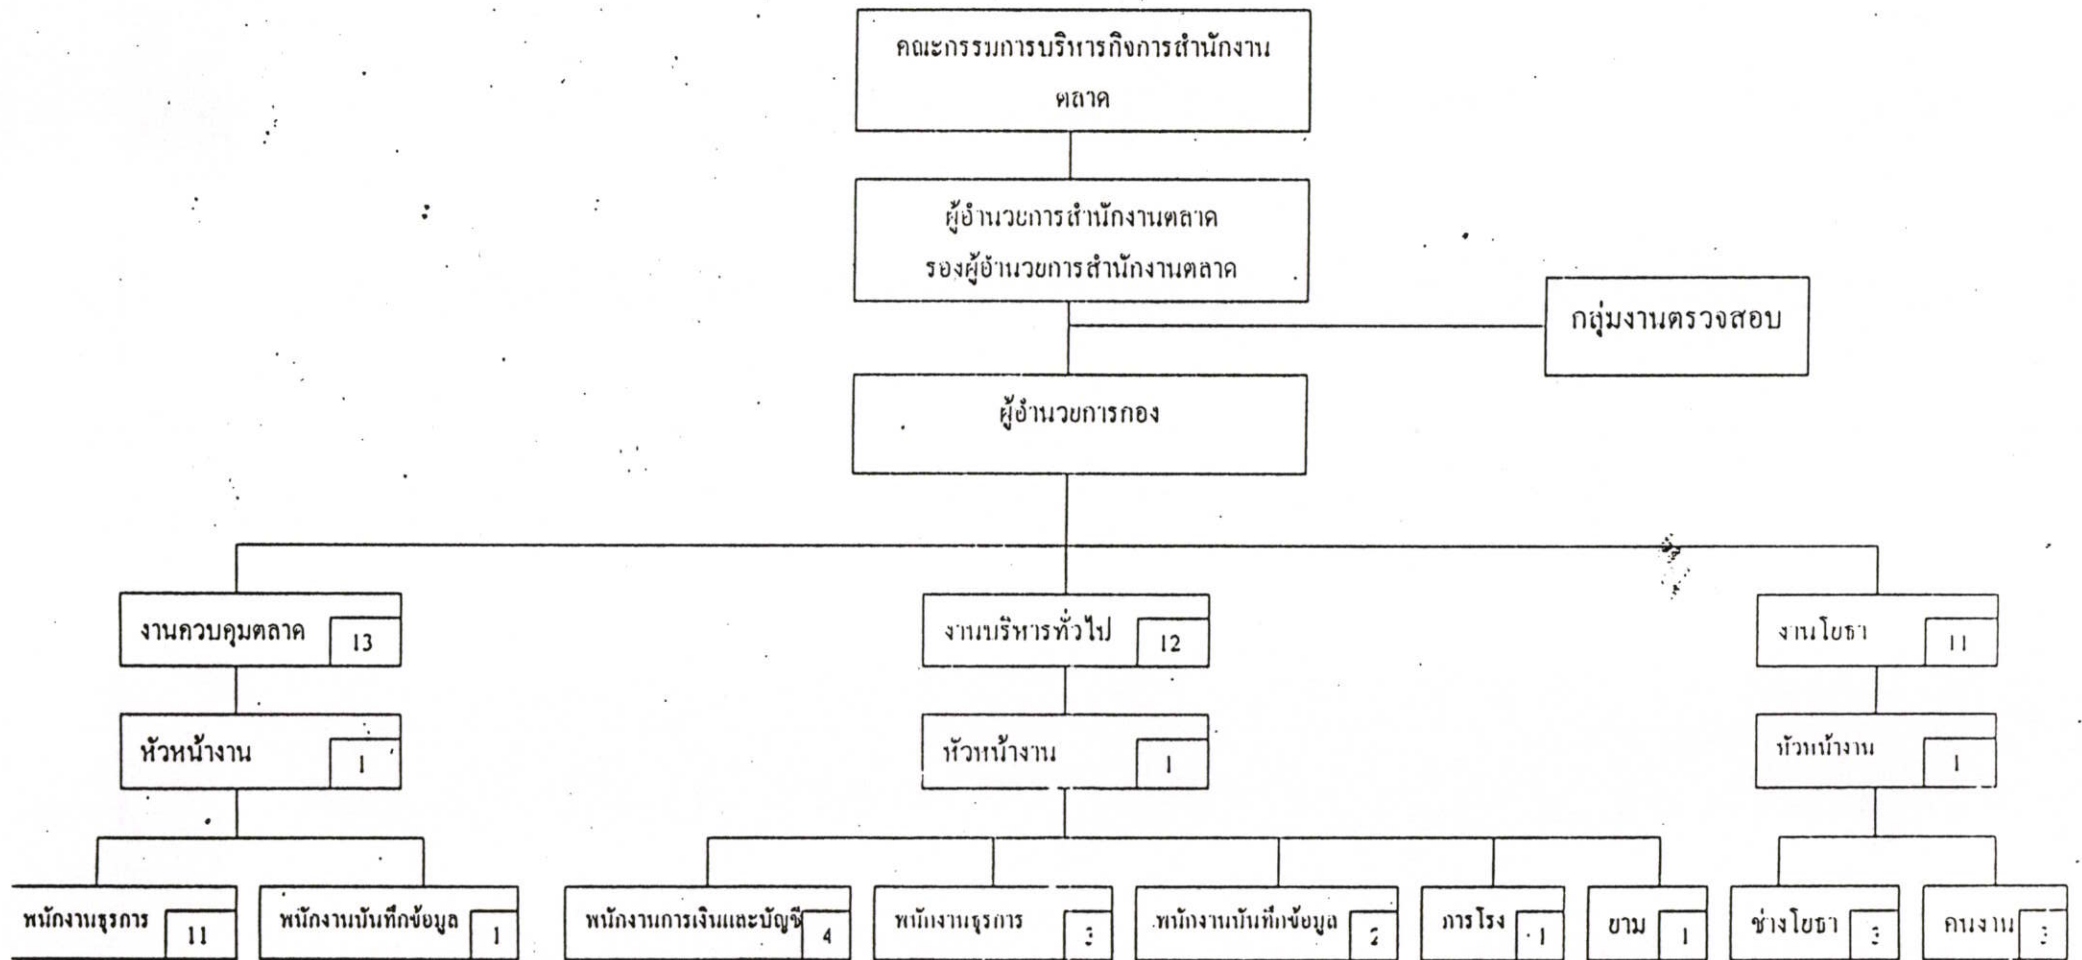 คณะกรรมการบริหารกิจการสำนักงาน
ตลาด
ผู้อำนวยการสำนักงานตลาด
รองผู้อำนวยการสำนักงานตลาด
กลุ่มงานตรวจสอบ
ผู้อำนวยการกอง
งานควบคุมตลาด 13
งานบริหารทั่วไป 12
งานโยธา 11
หัวหน้างาน 1
หัวหน้างาน 1
หัวหน้างาน 1
พนักงานธุรการ 11
พนักงานบันทึกข้อมูล 1
พนักงานการเงินและบัญชี 4
พนักงานธุรการ 3
พนักงานบันทึกข้อมูล 2
ภารโรง 1
ยาม 1
ช่างโยธา 3
คนงาน 3